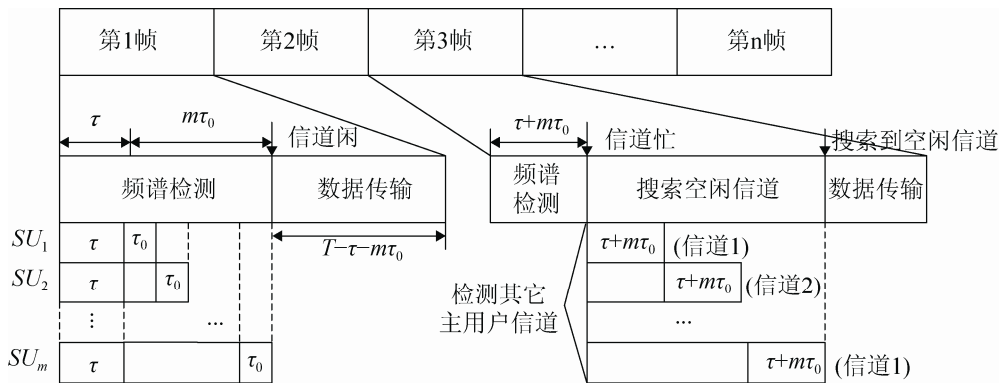 第1帧 第2帧 第3帧 … 第n帧
τ mτ₀ 信道闲 τ+mτ₀ 信道忙 搜索到空闲信道
频谱检测 数据传输 频谱检测 搜索空闲信道 数据传输
SU₁ τ τ₀ T−τ−mτ₀ τ+mτ₀ (信道1)
SU₂ τ τ₀ τ+mτ₀ (信道2)
⋮ ... 检测其它主用户信道 ...
SUₘ τ τ₀ τ+mτ₀ (信道1)